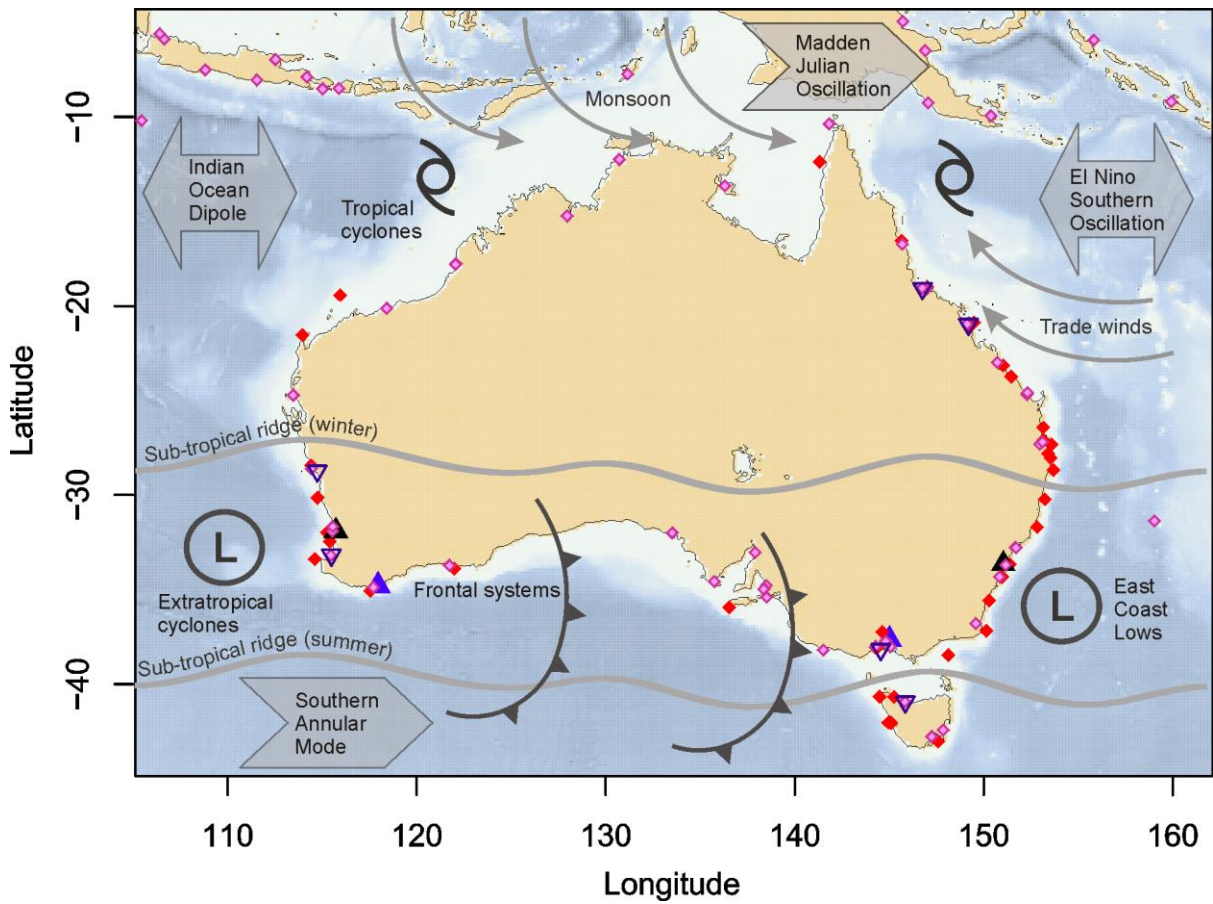 Madden
Julian
Oscillation
Monsoon
Indian
Ocean
Dipole
Tropical
cyclones
El Nino
Southern
Oscillation
Trade winds
Sub-tropical ridge (winter)
L
Extratropical
cyclones
Frontal systems
L
East
Coast
Lows
Sub-tropical ridge (summer)
Southern
Annular
Mode
Latitude
−10
−20
−30
−40
110
120
130
140
150
160
Longitude